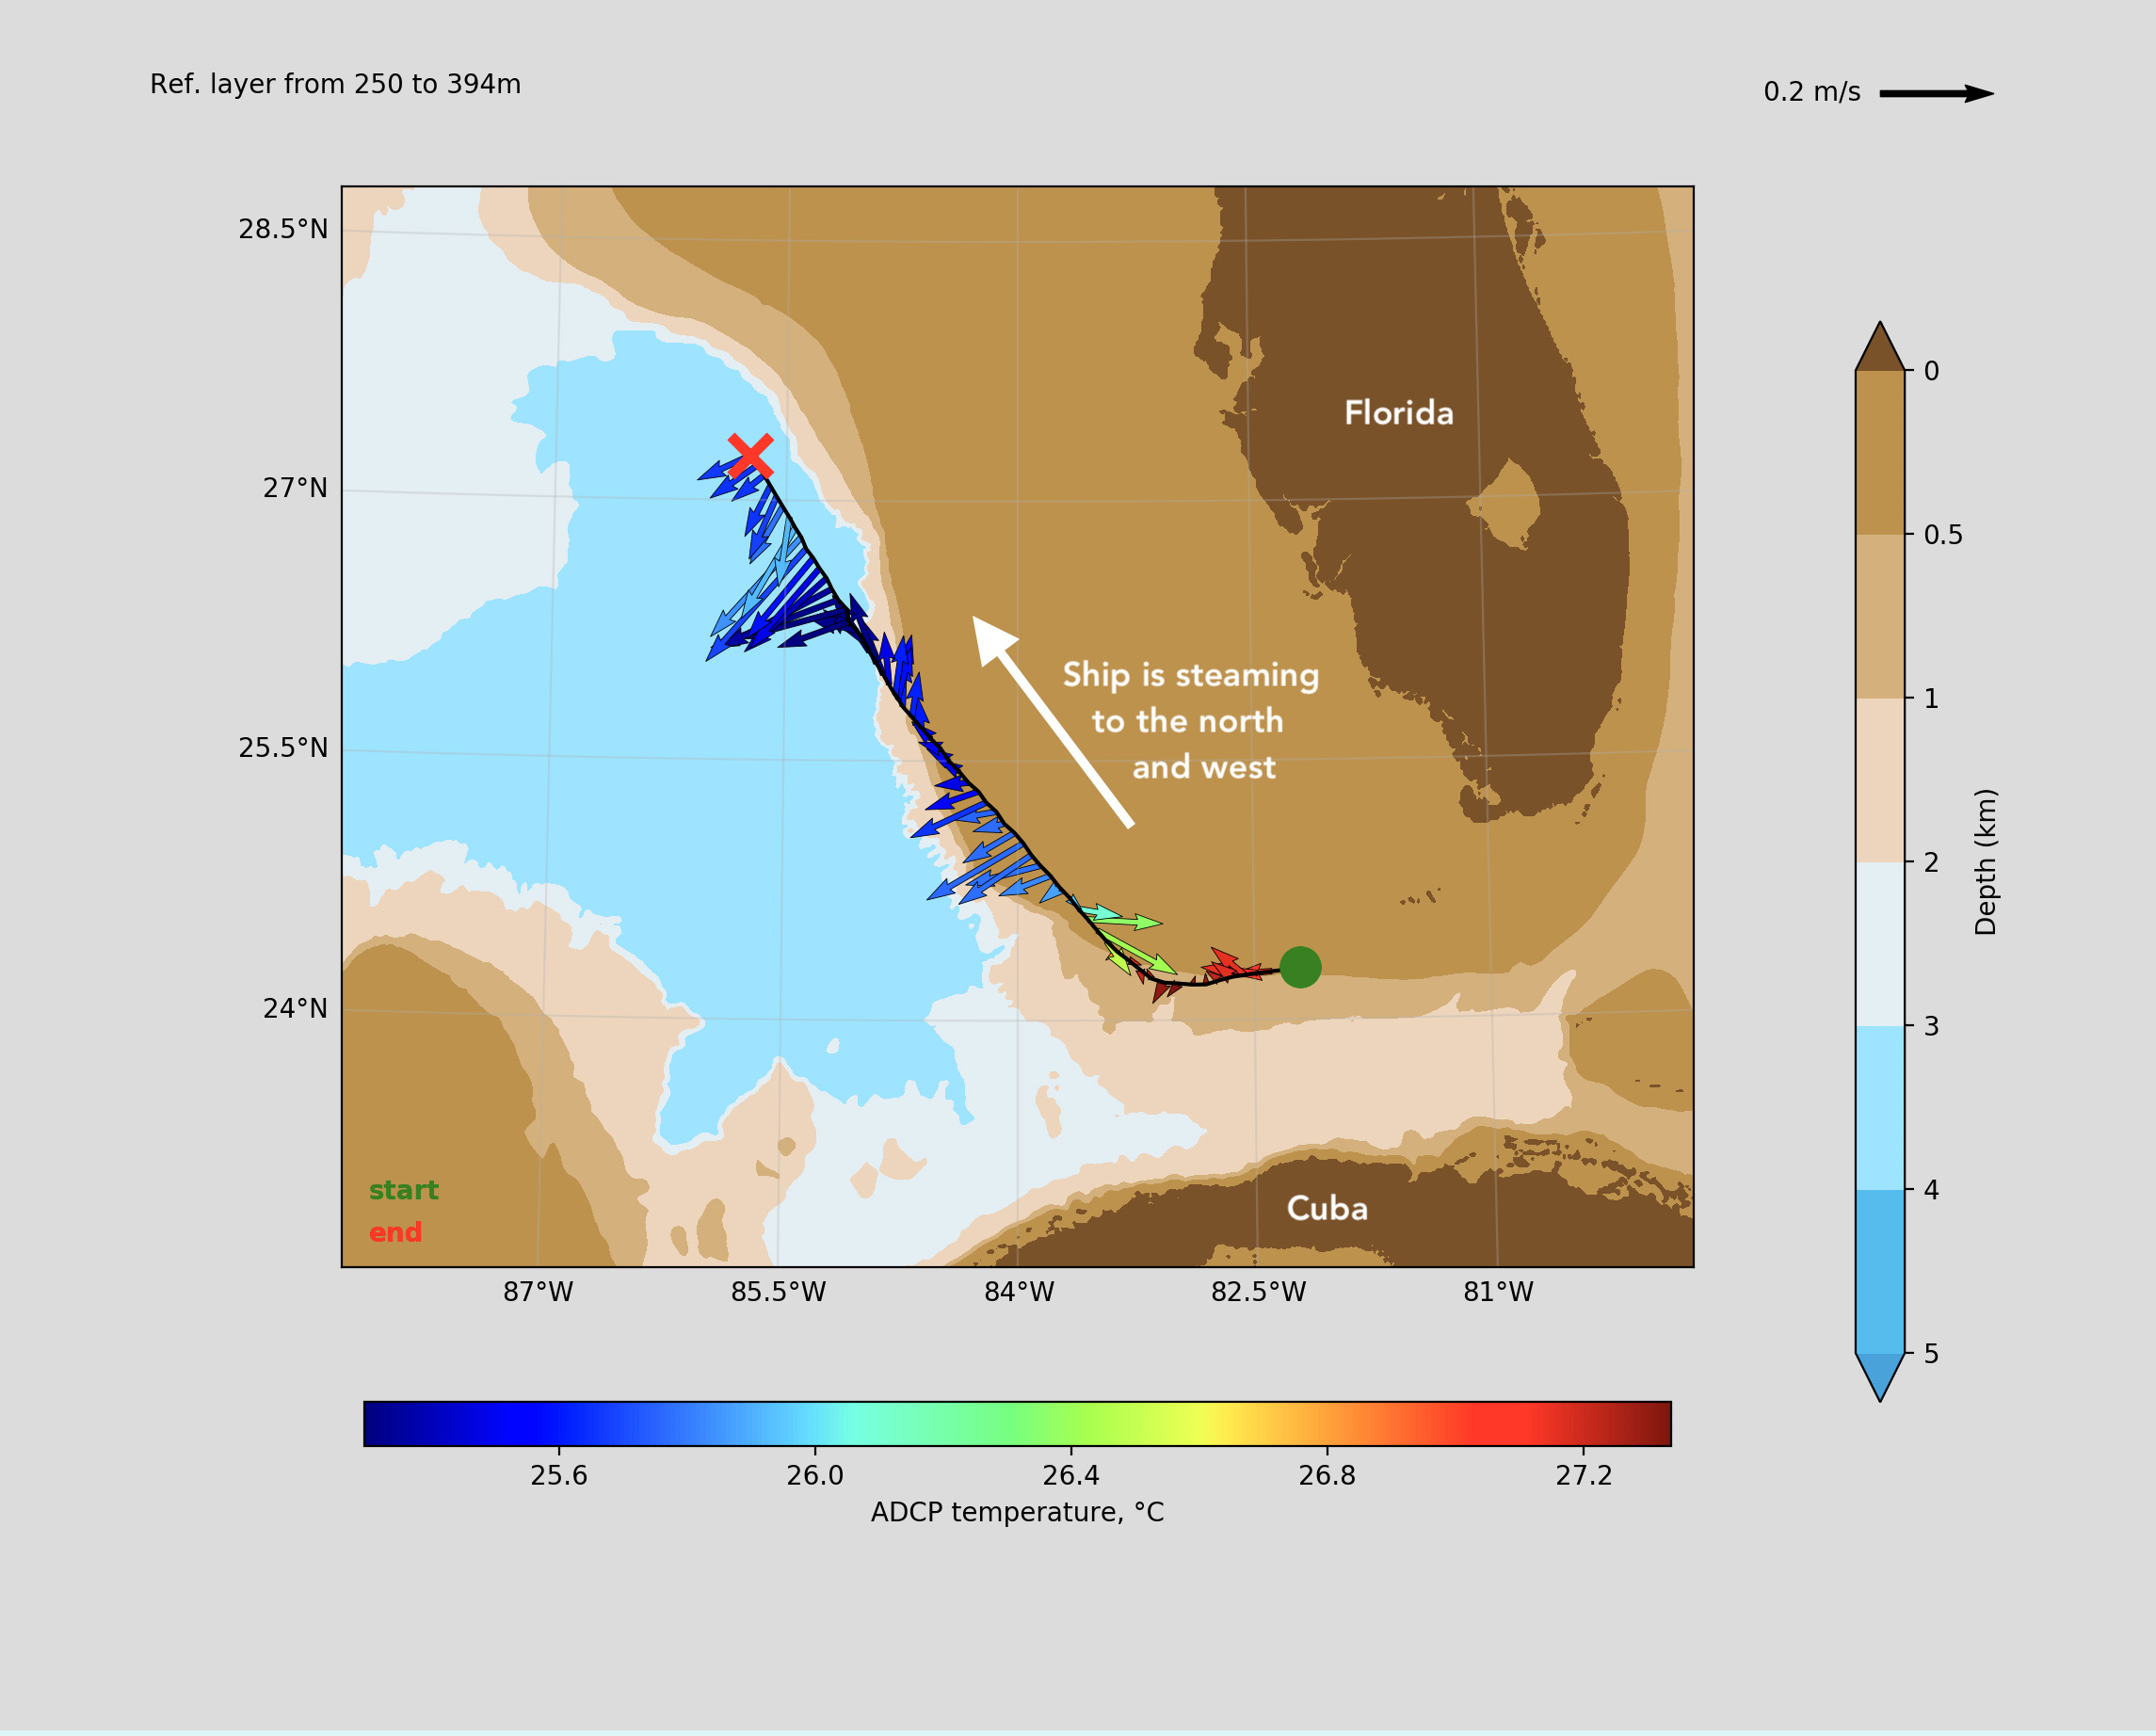 Ref. layer from 250 to 394m
0.2 m/s
28.5°N
27°N
25.5°N
24°N
Florida
Ship is steaming
to the north
and west
start
end
Cuba
87°W
85.5°W
84°W
82.5°W
81°W
0
0.5
1
2
3
4
5
Depth (km)
25.6
26.0
26.4
26.8
27.2
ADCP temperature, °C